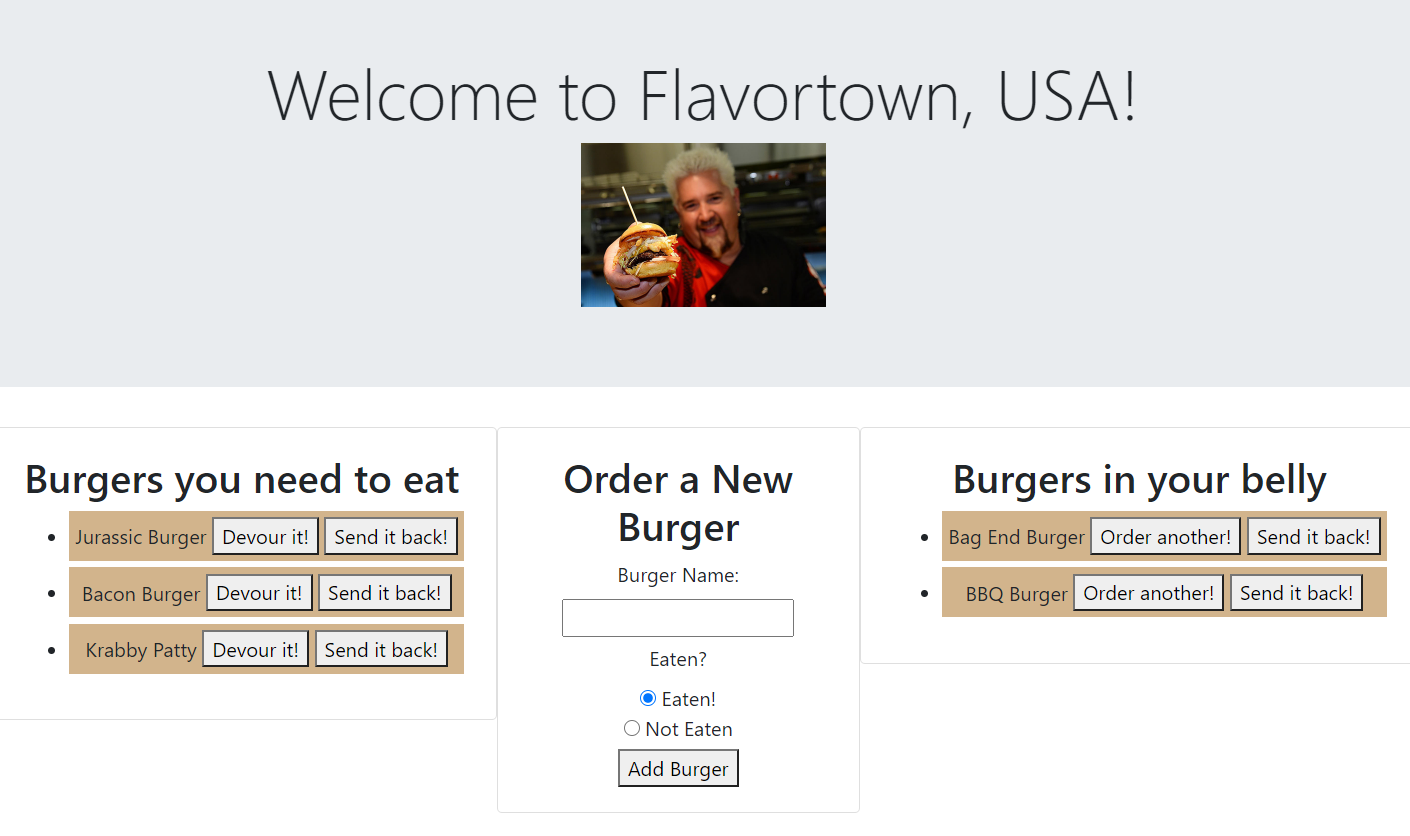 Welcome to Flavortown, USA!
Burgers you need to eat
Jurassic Burger Devour it! Send it back!
Bacon Burger Devour it! Send it back!
Krabby Patty Devour it! Send it back!
Order a New
Burger
Burger Name:
Eaten?
Eaten!
Not Eaten
Add Burger
Burgers in your belly
Bag End Burger Order another! Send it back!
BBQ Burger Order another! Send it back!